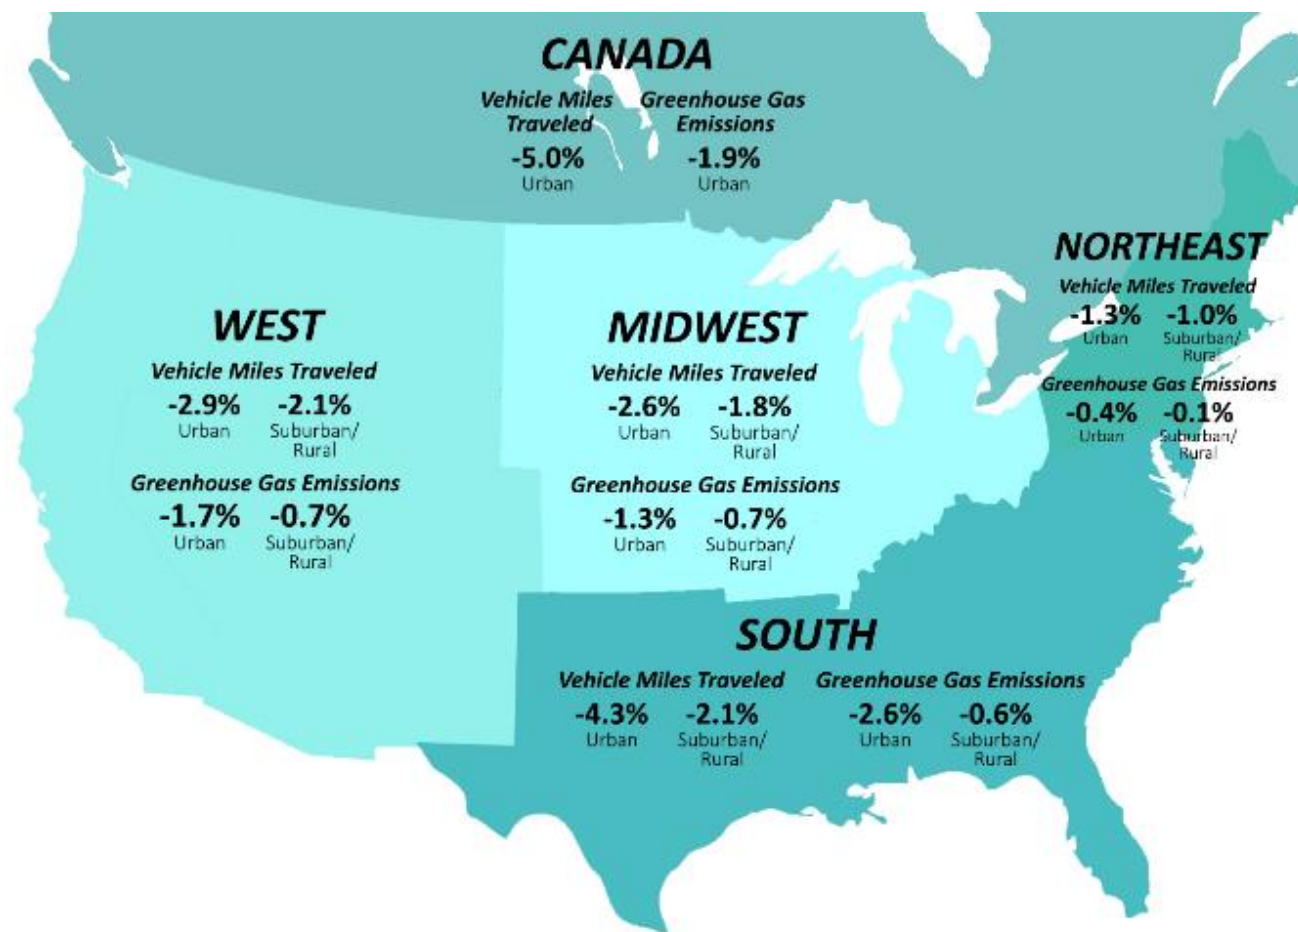 CANADA
Vehicle Miles Traveled
Greenhouse Gas Emissions
-5.0% -1.9%
Urban Urban
NORTHEAST
Vehicle Miles Traveled
-1.3% -1.0%
Urban Suburban/
Rural
Greenhouse Gas Emissions
-0.4% -0.1%
Urban Suburban/
Rural
WEST
Vehicle Miles Traveled
-2.9% -2.1%
Urban Suburban/
Rural
Greenhouse Gas Emissions
-1.7% -0.7%
Urban Suburban/
Rural
MIDWEST
Vehicle Miles Traveled
-2.6% -1.8%
Urban Suburban/
Rural
Greenhouse Gas Emissions
-1.3% -0.7%
Urban Suburban/
Rural
SOUTH
Vehicle Miles Traveled Greenhouse Gas Emissions
-4.3% -2.1% -2.6% -0.6%
Urban Suburban/ Urban Suburban/
Rural Rural